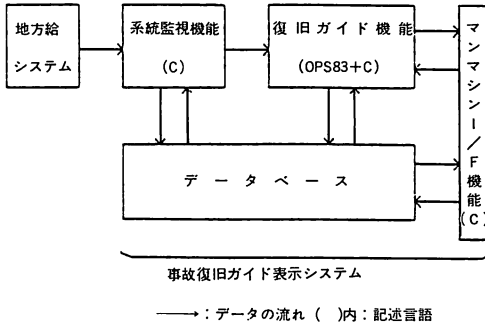 地方給
システム
系統監視機能
(C)
復旧ガイド機能
(OPS83+C)
マンマシンI/F機能(C)
データベース
事故復旧ガイド表示システム
──→:データの流れ ( )内:記述言語